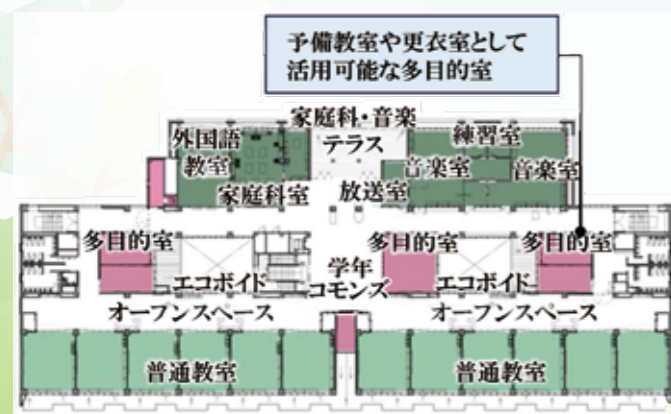 予備教室や更衣室として
活用可能な多目的室
家庭科・音楽
テラス
外国語
教室
練習室
音楽室
音楽室
家庭科室
放送室
多目的室
多目的室
多目的室
エコボイド
学年
コモンズ
エコボイド
オープンスペース
オープンスペース
普通教室
普通教室